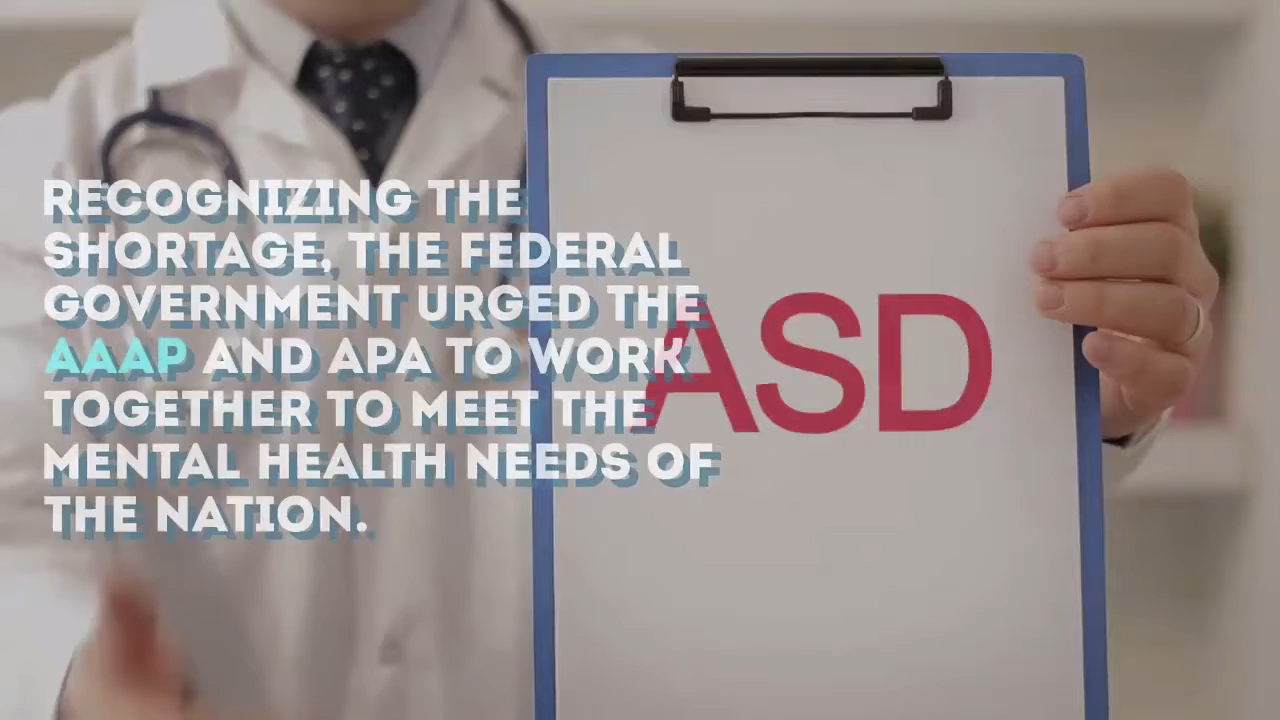 RECOGNIZING THE
SHORTAGE, THE FEDERAL
GOVERNMENT URGED THE
AAAP AND APA TO WORK
TOGETHER TO MEET THE
MENTAL HEALTH NEEDS OF
THE NATION.
ASD